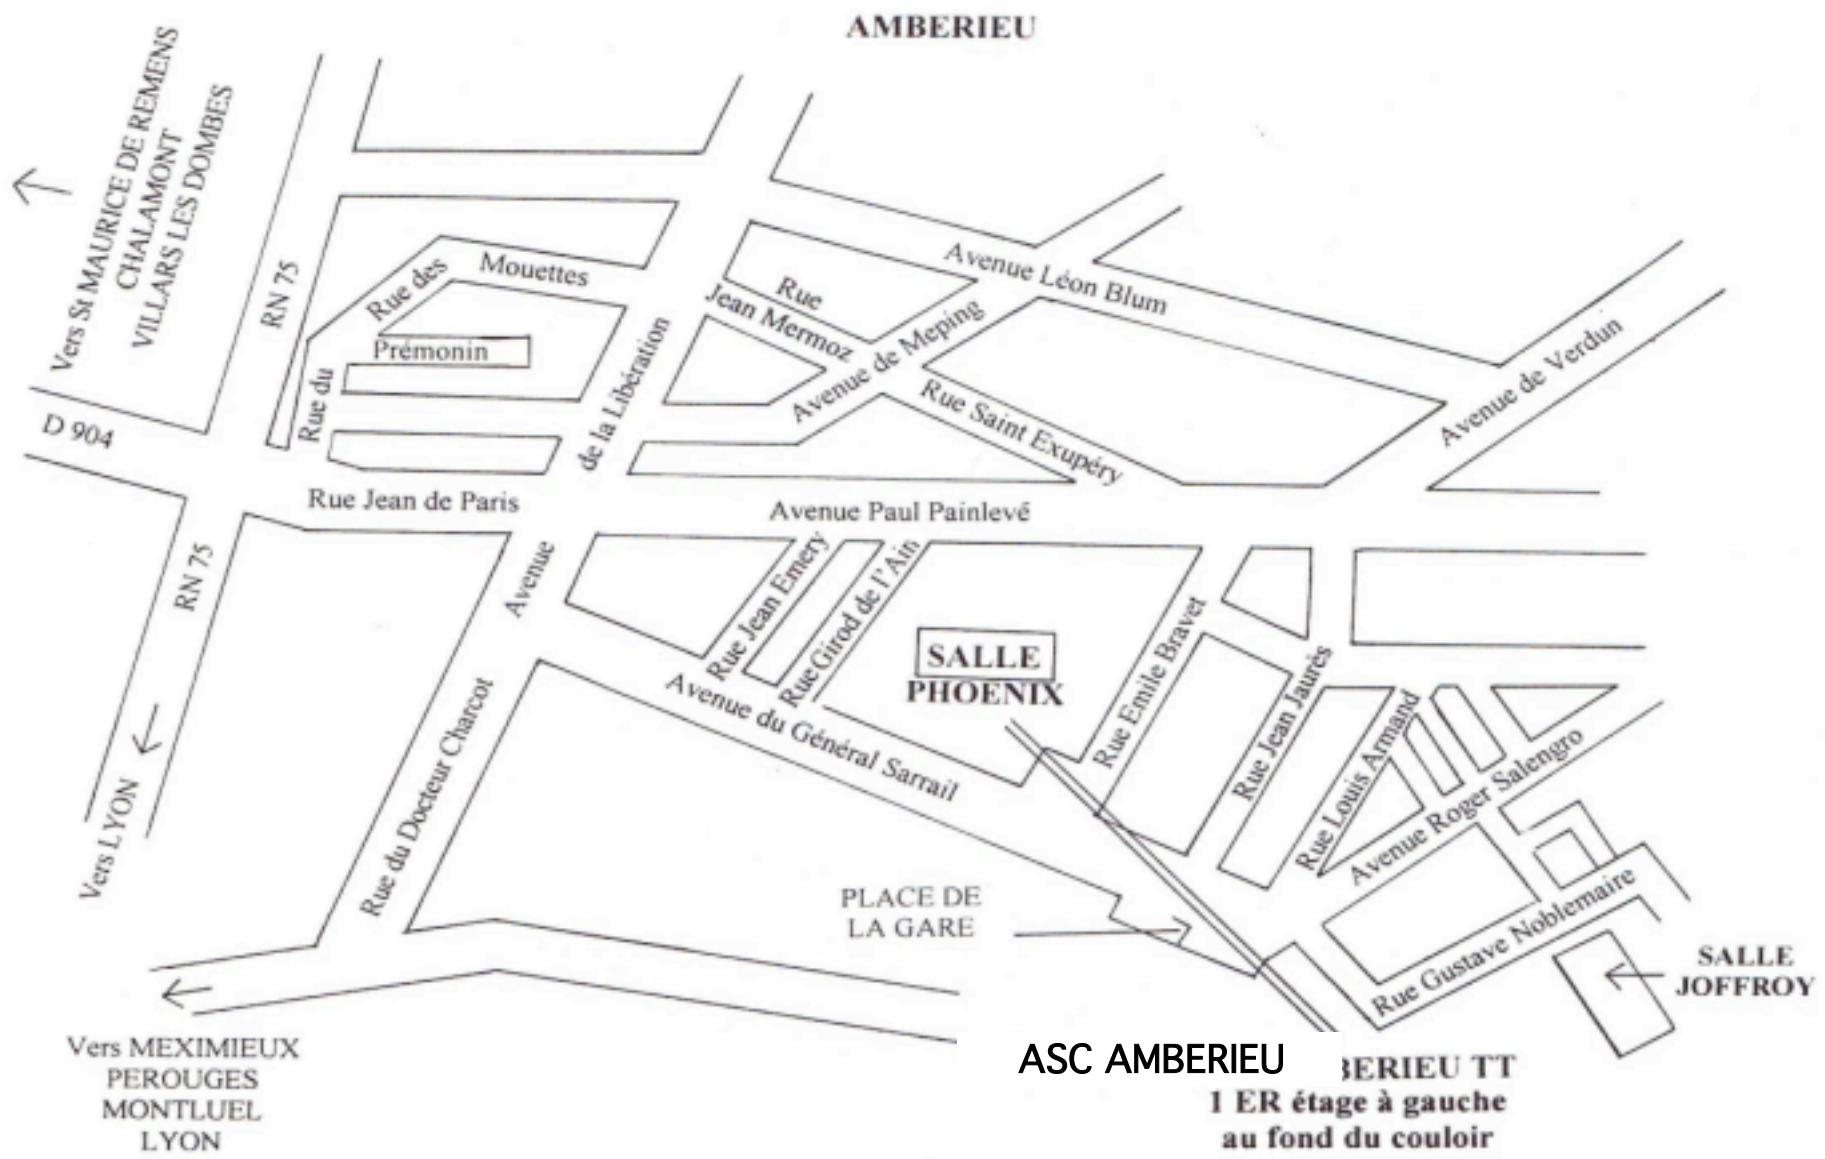 AMBERIEU
Vers St MAURICE DE REMENS
CHALAMONT
VILLARS LES DOMBES
RN 75
D 904
Rue des
Mouettes
Prémonin
Rue du
de la Libération
Rue
Jean Mermoz
Avenue de Meping
Avenue Léon Blum
Rue Saint Exupéry
Avenue de Verdun
Rue Jean de Paris
Avenue Paul Painlevé
RN 75
Avenue
Rue Jean Emery
Rue Girod de l'Ain
SALLE
PHOENIX
Rue Emile Bravet
Rue Jean Jaurès
Rue Louis Armand
Avenue Roger Salengro
Avenue du Général Sarrail
Rue du Docteur Charcot
Vers LYON
PLACE DE
LA GARE
Rue Gustave Noblemaire
SALLE
JOFFROY
Vers MEXIMIEUX
PEROUGES
MONTLUEL
LYON
ASC AMBERIEU
BERIEU TT
1 ER étage à gauche
au fond du couloir